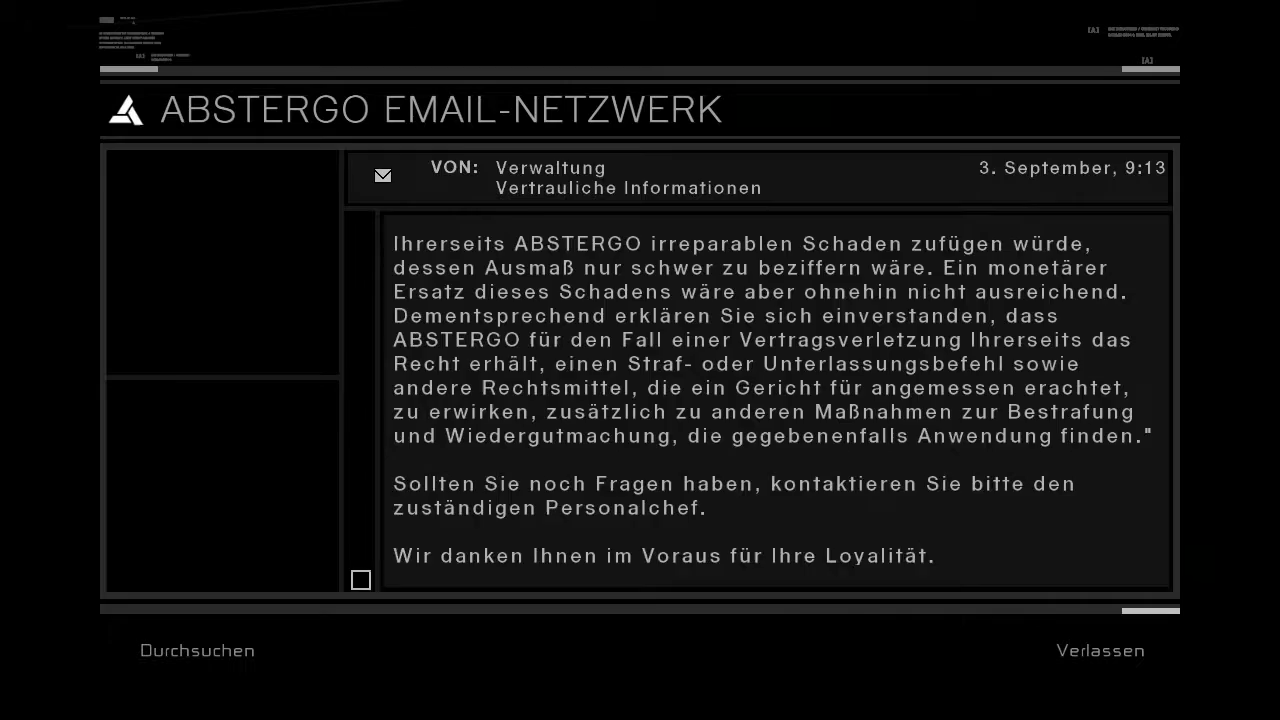 [A]
[A]
ABSTERGO EMAIL-NETZWERK
VON: Verwaltung
3. September, 9:13
Vertrauliche Informationen
Ihrerseits ABSTERGO irreparablen Schaden zufügen würde,
dessen Ausmaß nur schwer zu beziffern wäre. Ein monetärer
Ersatz dieses Schadens wäre aber ohnehin nicht ausreichend.
Dementsprechend erklären Sie sich einverstanden, dass
ABSTERGO für den Fall einer Vertragsverletzung Ihrerseits das
Recht erhält, einen Straf- oder Unterlassungsbefehl sowie
andere Rechtsmittel, die ein Gericht für angemessen erachtet,
zu erwirken, zusätzlich zu anderen Maßnahmen zur Bestrafung
und Wiedergutmachung, die gegebenenfalls Anwendung finden."
Sollten Sie noch Fragen haben, kontaktieren Sie bitte den
zuständigen Personalchef.
Wir danken Ihnen im Voraus für Ihre Loyalität.
Durchsuchen
Verlassen